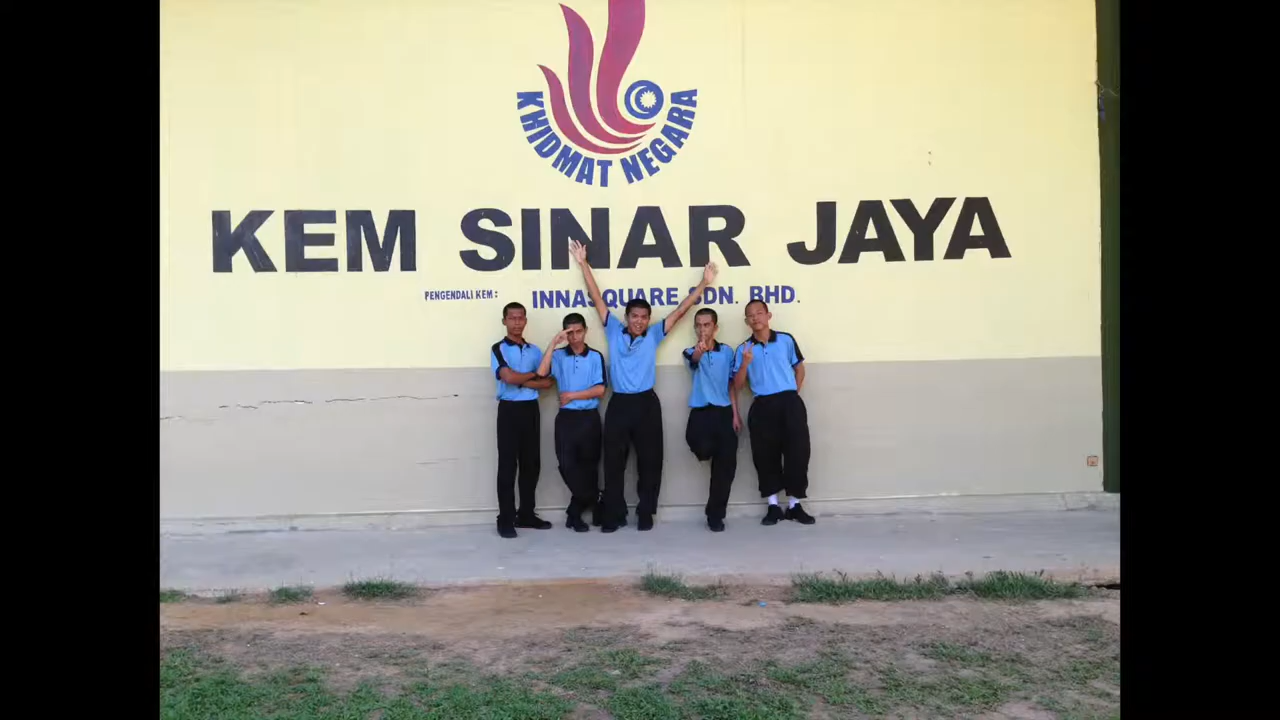 KHIDMAT NEGARA
KEM SINAR JAYA
PENGENDALI KEM : INNASQUARE SDN. BHD.